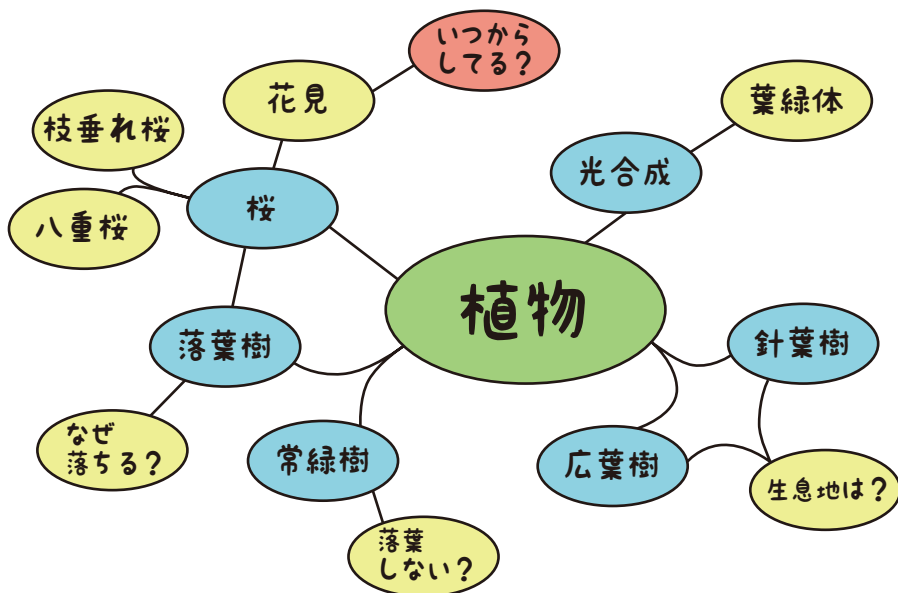 いつから
してる?
花見
葉緑体
枝垂れ桜
光合成
桜
八重桜
植物
落葉樹
針葉樹
なぜ
落ちる?
常緑樹
広葉樹
生息地は?
落葉
しない?